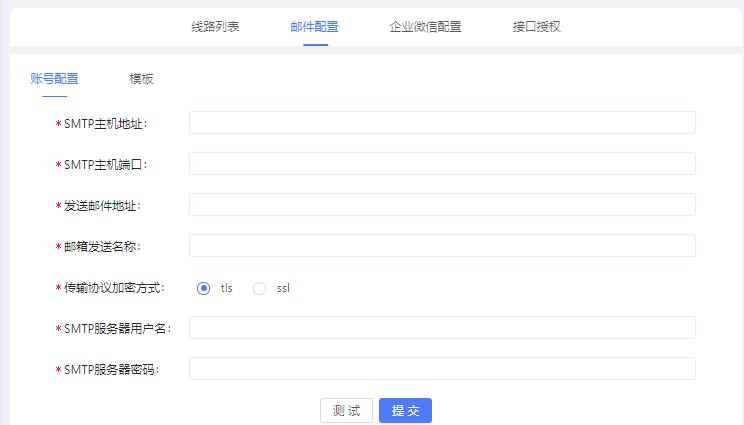 线路列表 邮件配置 企业微信配置 接口授权
账号配置 模板
*SMTP主机地址：
*SMTP主机端口：
*发送邮件地址：
*邮箱发送名称：
*传输协议加密方式： tls ssl
*SMTP服务器用户名：
*SMTP服务器密码：
测 试 提 交